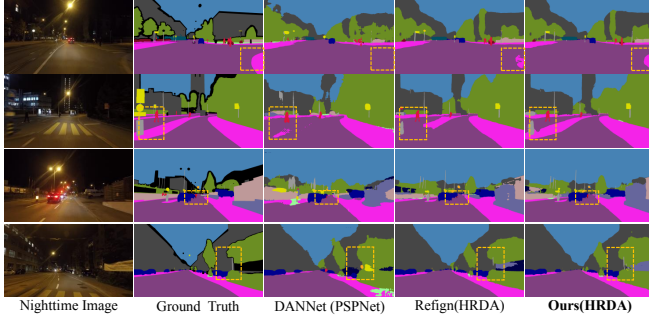 Nighttime Image
Ground Truth
DANNet (PSPNet)
Refign(HRDA)
Ours(HRDA)